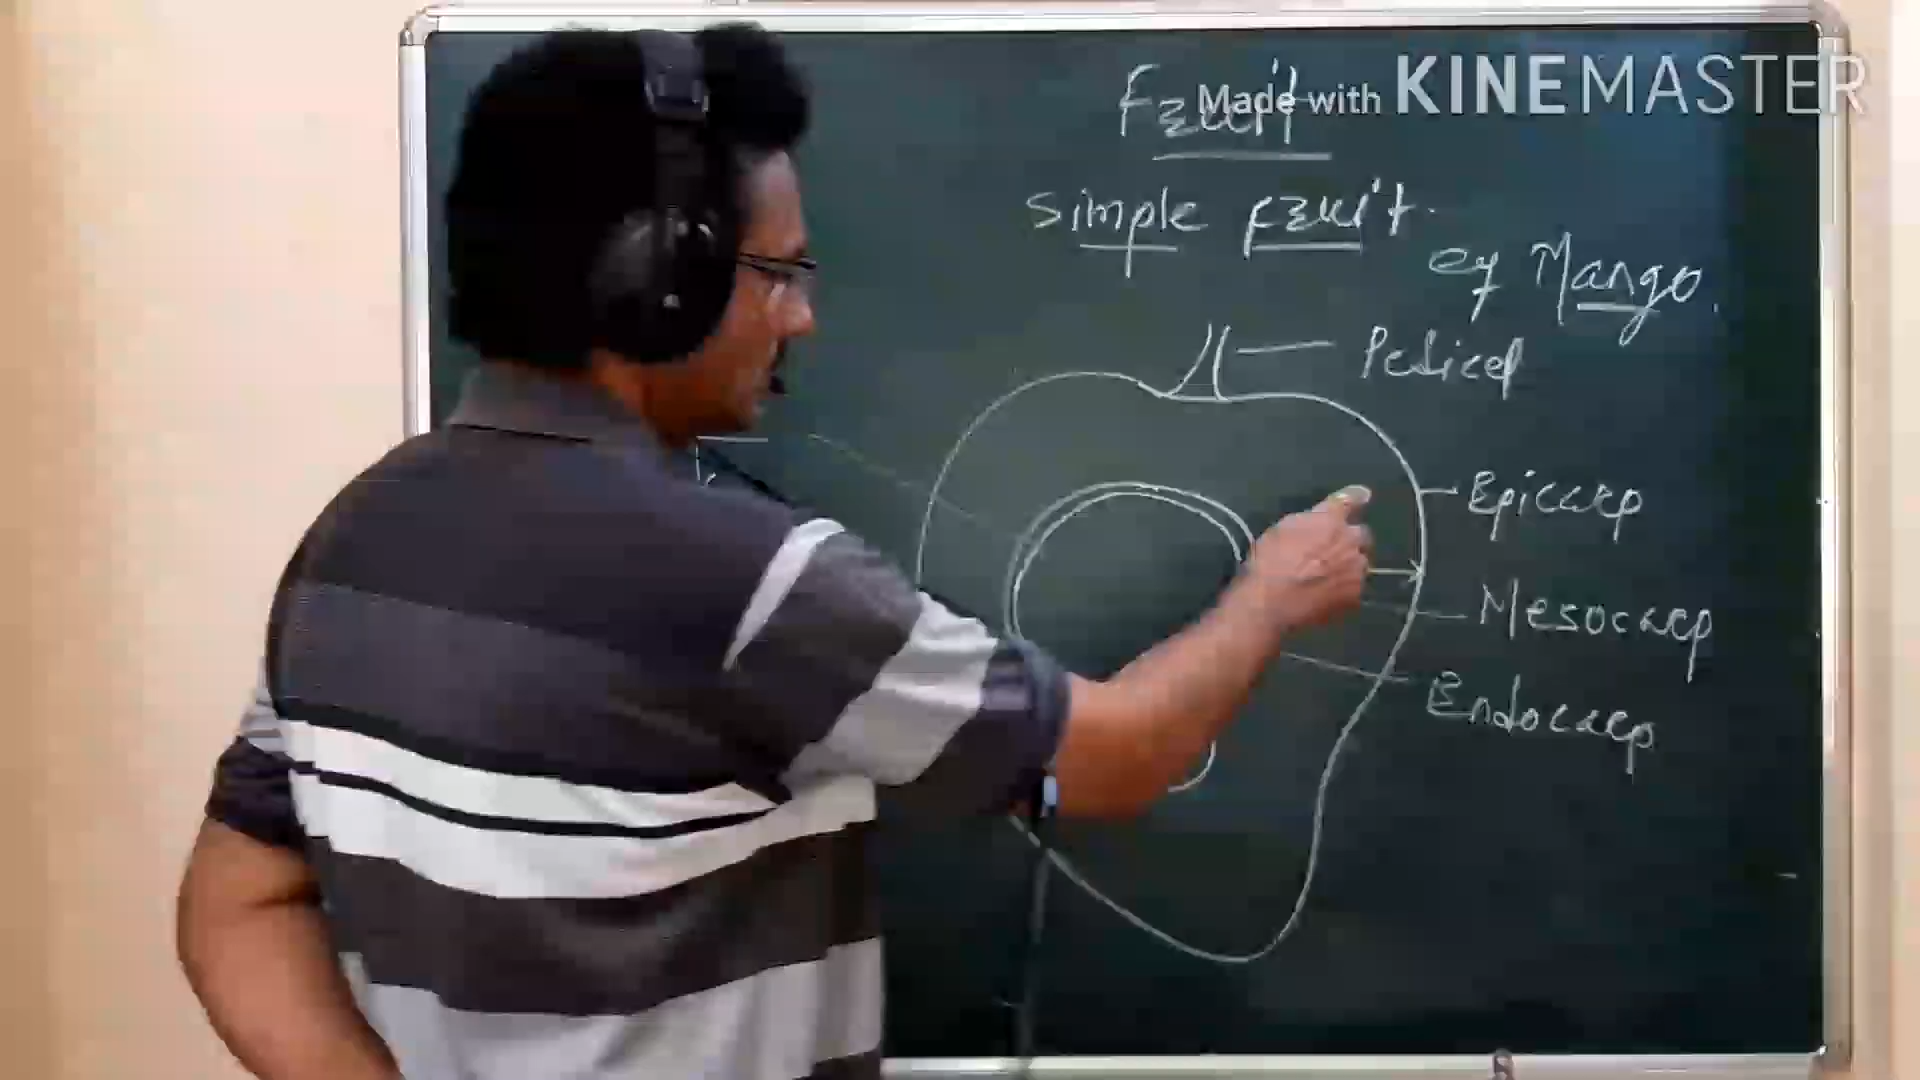 Fruit
Made with KINEMASTER
Simple Fruit.
eg Mango.
Pedicel
Epicarp
Mesocarp
Endocarp